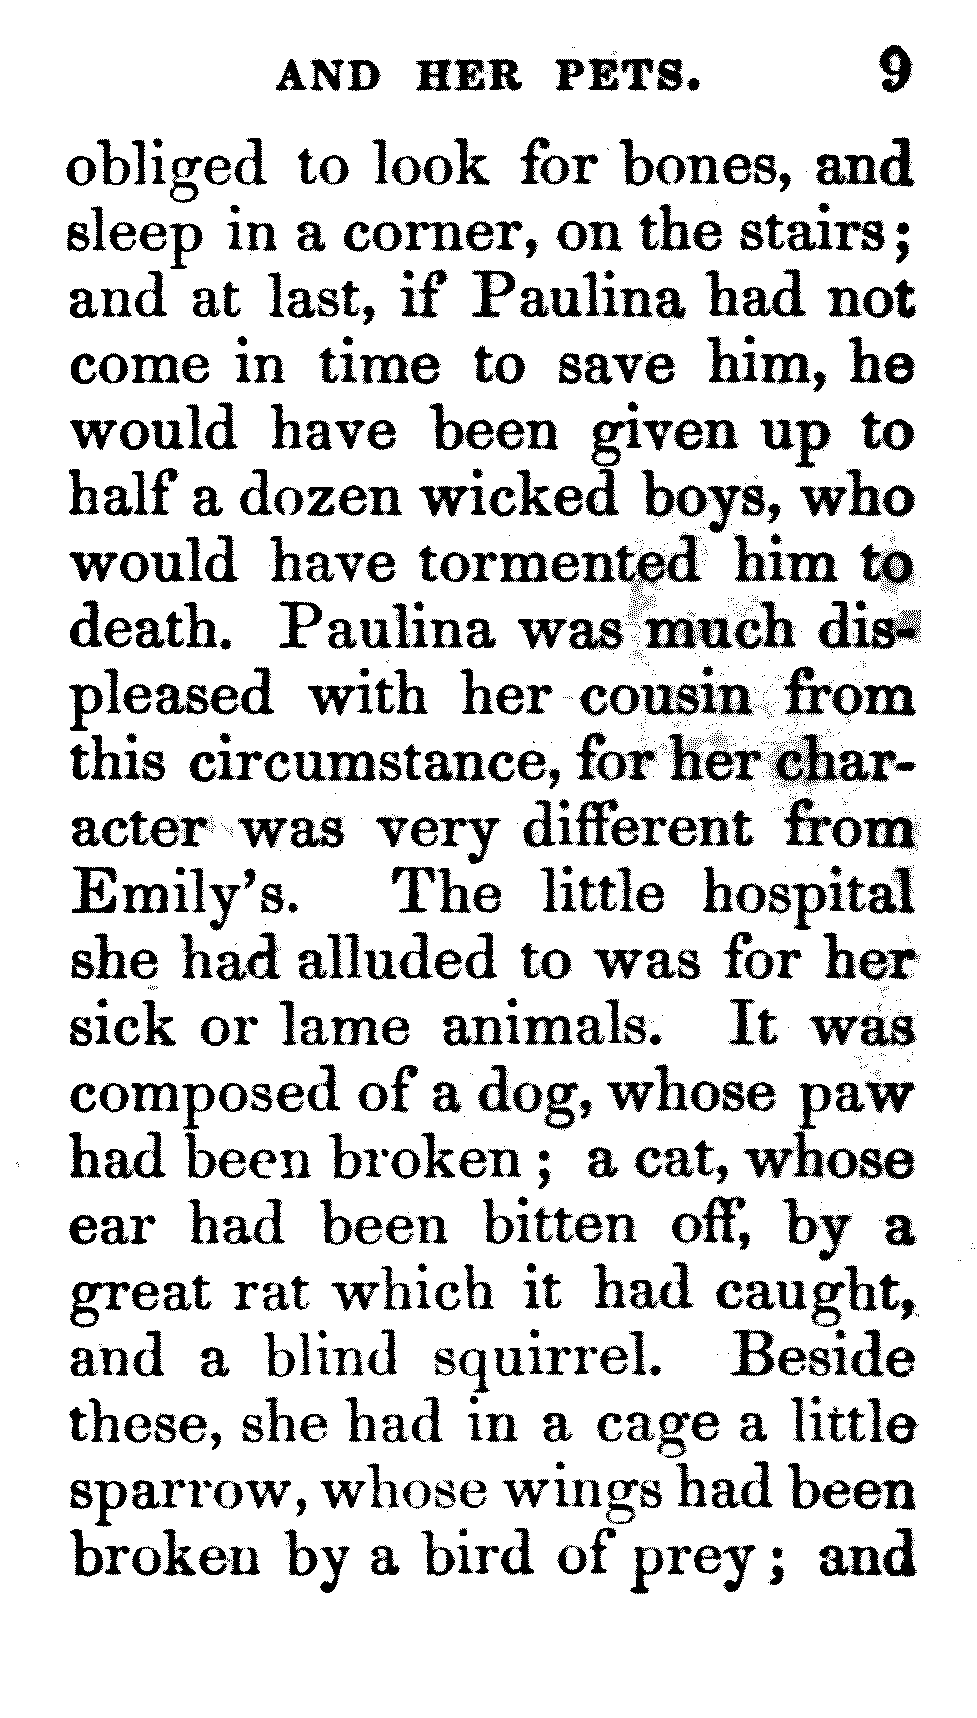 AND HER PETS. 9
obliged to look for bones, and
sleep in a corner, on the stairs;
and at last, if Paulina had not
come in time to save him, he
would have been given up to
half a dozen wicked boys, who
would have tormented him to
death. Paulina was much dis-
pleased with her cousin from
this circumstance, for her char-
acter was very different from
Emily's. The little hospital
she had alluded to was for her
sick or lame animals. It was
composed of a dog, whose paw
had been broken; a cat, whose
ear had been bitten off, by a
great rat which it had caught,
and a blind squirrel. Beside
these, she had in a cage a little
sparrow, whose wings had been
broken by a bird of prey; and